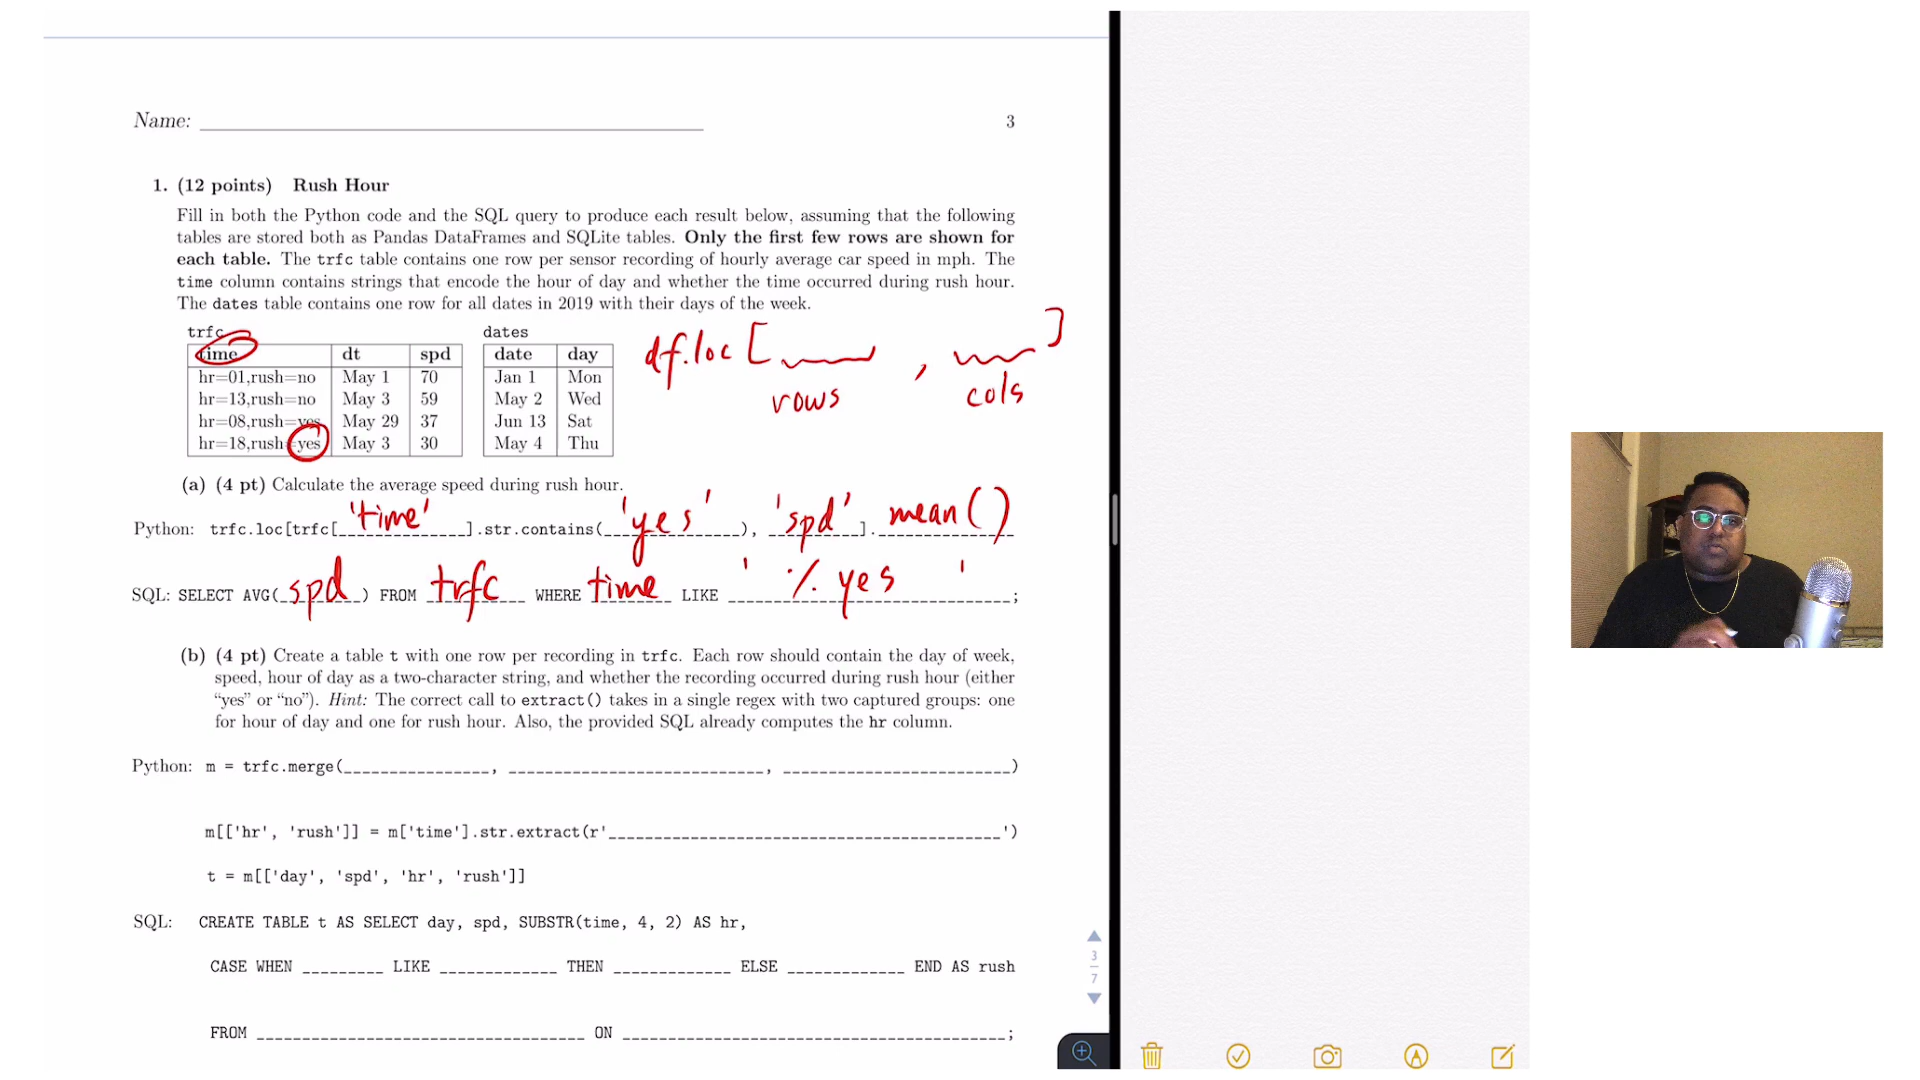 Name: 3
1. (12 points) Rush Hour
Fill in both the Python code and the SQL query to produce each result below, assuming that the following
tables are stored both as Pandas DataFrames and SQLite tables. Only the first few rows are shown for
each table. The trfc table contains one row per sensor recording of hourly average car speed in mph. The
time column contains strings that encode the hour of day and whether the time occurred during rush hour.
The dates table contains one row for all dates in 2019 with their days of the week.
trfc
time dt spd
hr=01,rush=no May 1 70
hr=13,rush=no May 3 59
hr=08,rush=yes May 29 37
hr=18,rush=yes May 3 30
dates
date day
Jan 1 Mon
May 2 Wed
Jun 13 Sat
May 4 Thu
df.loc [ , ]
rows cols
(a) (4 pt) Calculate the average speed during rush hour.
Python: trfc.loc[trfc['time'].str.contains('yes'), 'spd'].mean()
SQL: SELECT AVG(spd) FROM trfc WHERE time LIKE '%yes';
(b) (4 pt) Create a table t with one row per recording in trfc. Each row should contain the day of week,
speed, hour of day as a two-character string, and whether the recording occurred during rush hour (either
“yes” or “no”). Hint: The correct call to extract() takes in a single regex with two captured groups: one
for hour of day and one for rush hour. Also, the provided SQL already computes the hr column.
Python: m = trfc.merge(_______________, _________________________, _______________________)
m[['hr', 'rush']] = m['time'].str.extract(r'_______________________________________')
t = m[['day', 'spd', 'hr', 'rush']]
SQL: CREATE TABLE t AS SELECT day, spd, SUBSTR(time, 4, 2) AS hr,
CASE WHEN ________ LIKE ____________ THEN ____________ ELSE ____________ END AS rush
FROM _________________________________ ON ______________________________________;
3
7